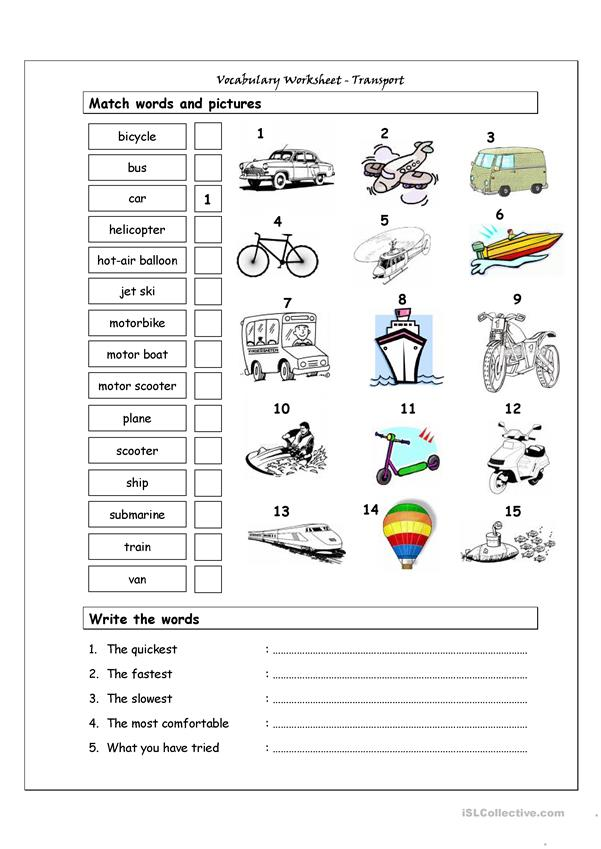 Vocabulary Worksheet - Transport
Match words and pictures
bicycle
bus
car 1
helicopter
hot-air balloon
jet ski
motorbike
motor boat
motor scooter
plane
scooter
ship
submarine
train
van
1 2 3
4 5 6
7 8 9
KINDERGARTEN
10 11 12
13 14 15
Write the words
1. The quickest : ................................................................................
2. The fastest : ................................................................................
3. The slowest : ................................................................................
4. The most comfortable : ................................................................................
5. What you have tried : ................................................................................
iSLCollective.com